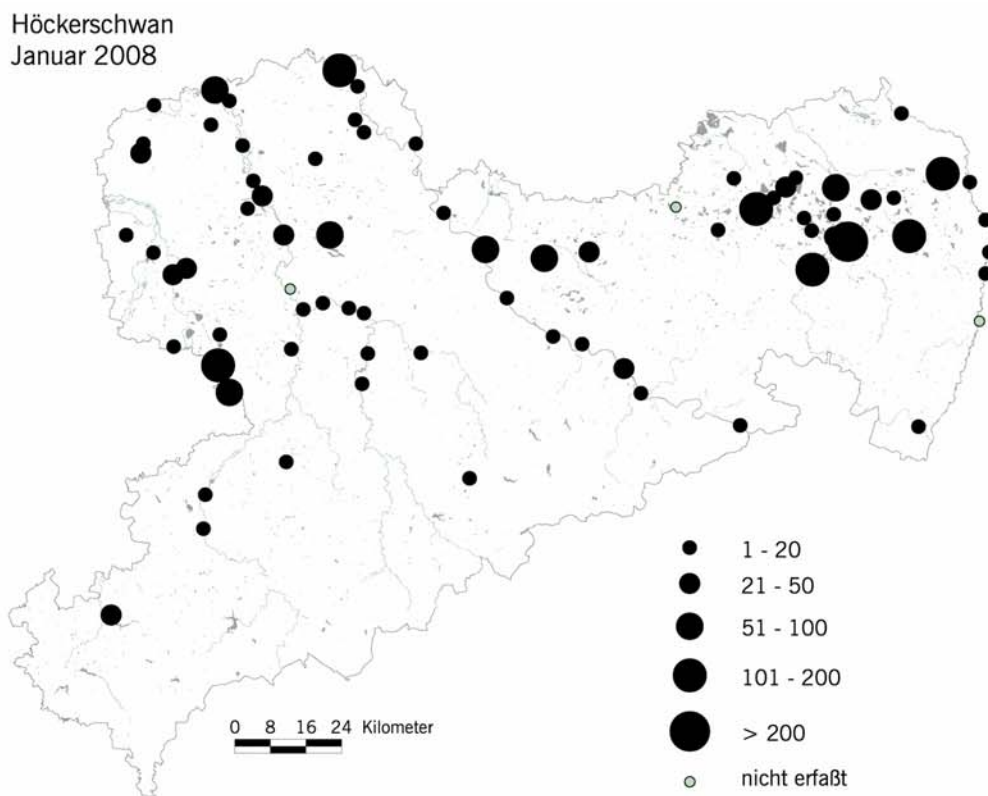 Höckerschwan
Januar 2008
1 - 20
21 - 50
51 - 100
101 - 200
> 200
nicht erfaßt
0 8 16 24 Kilometer